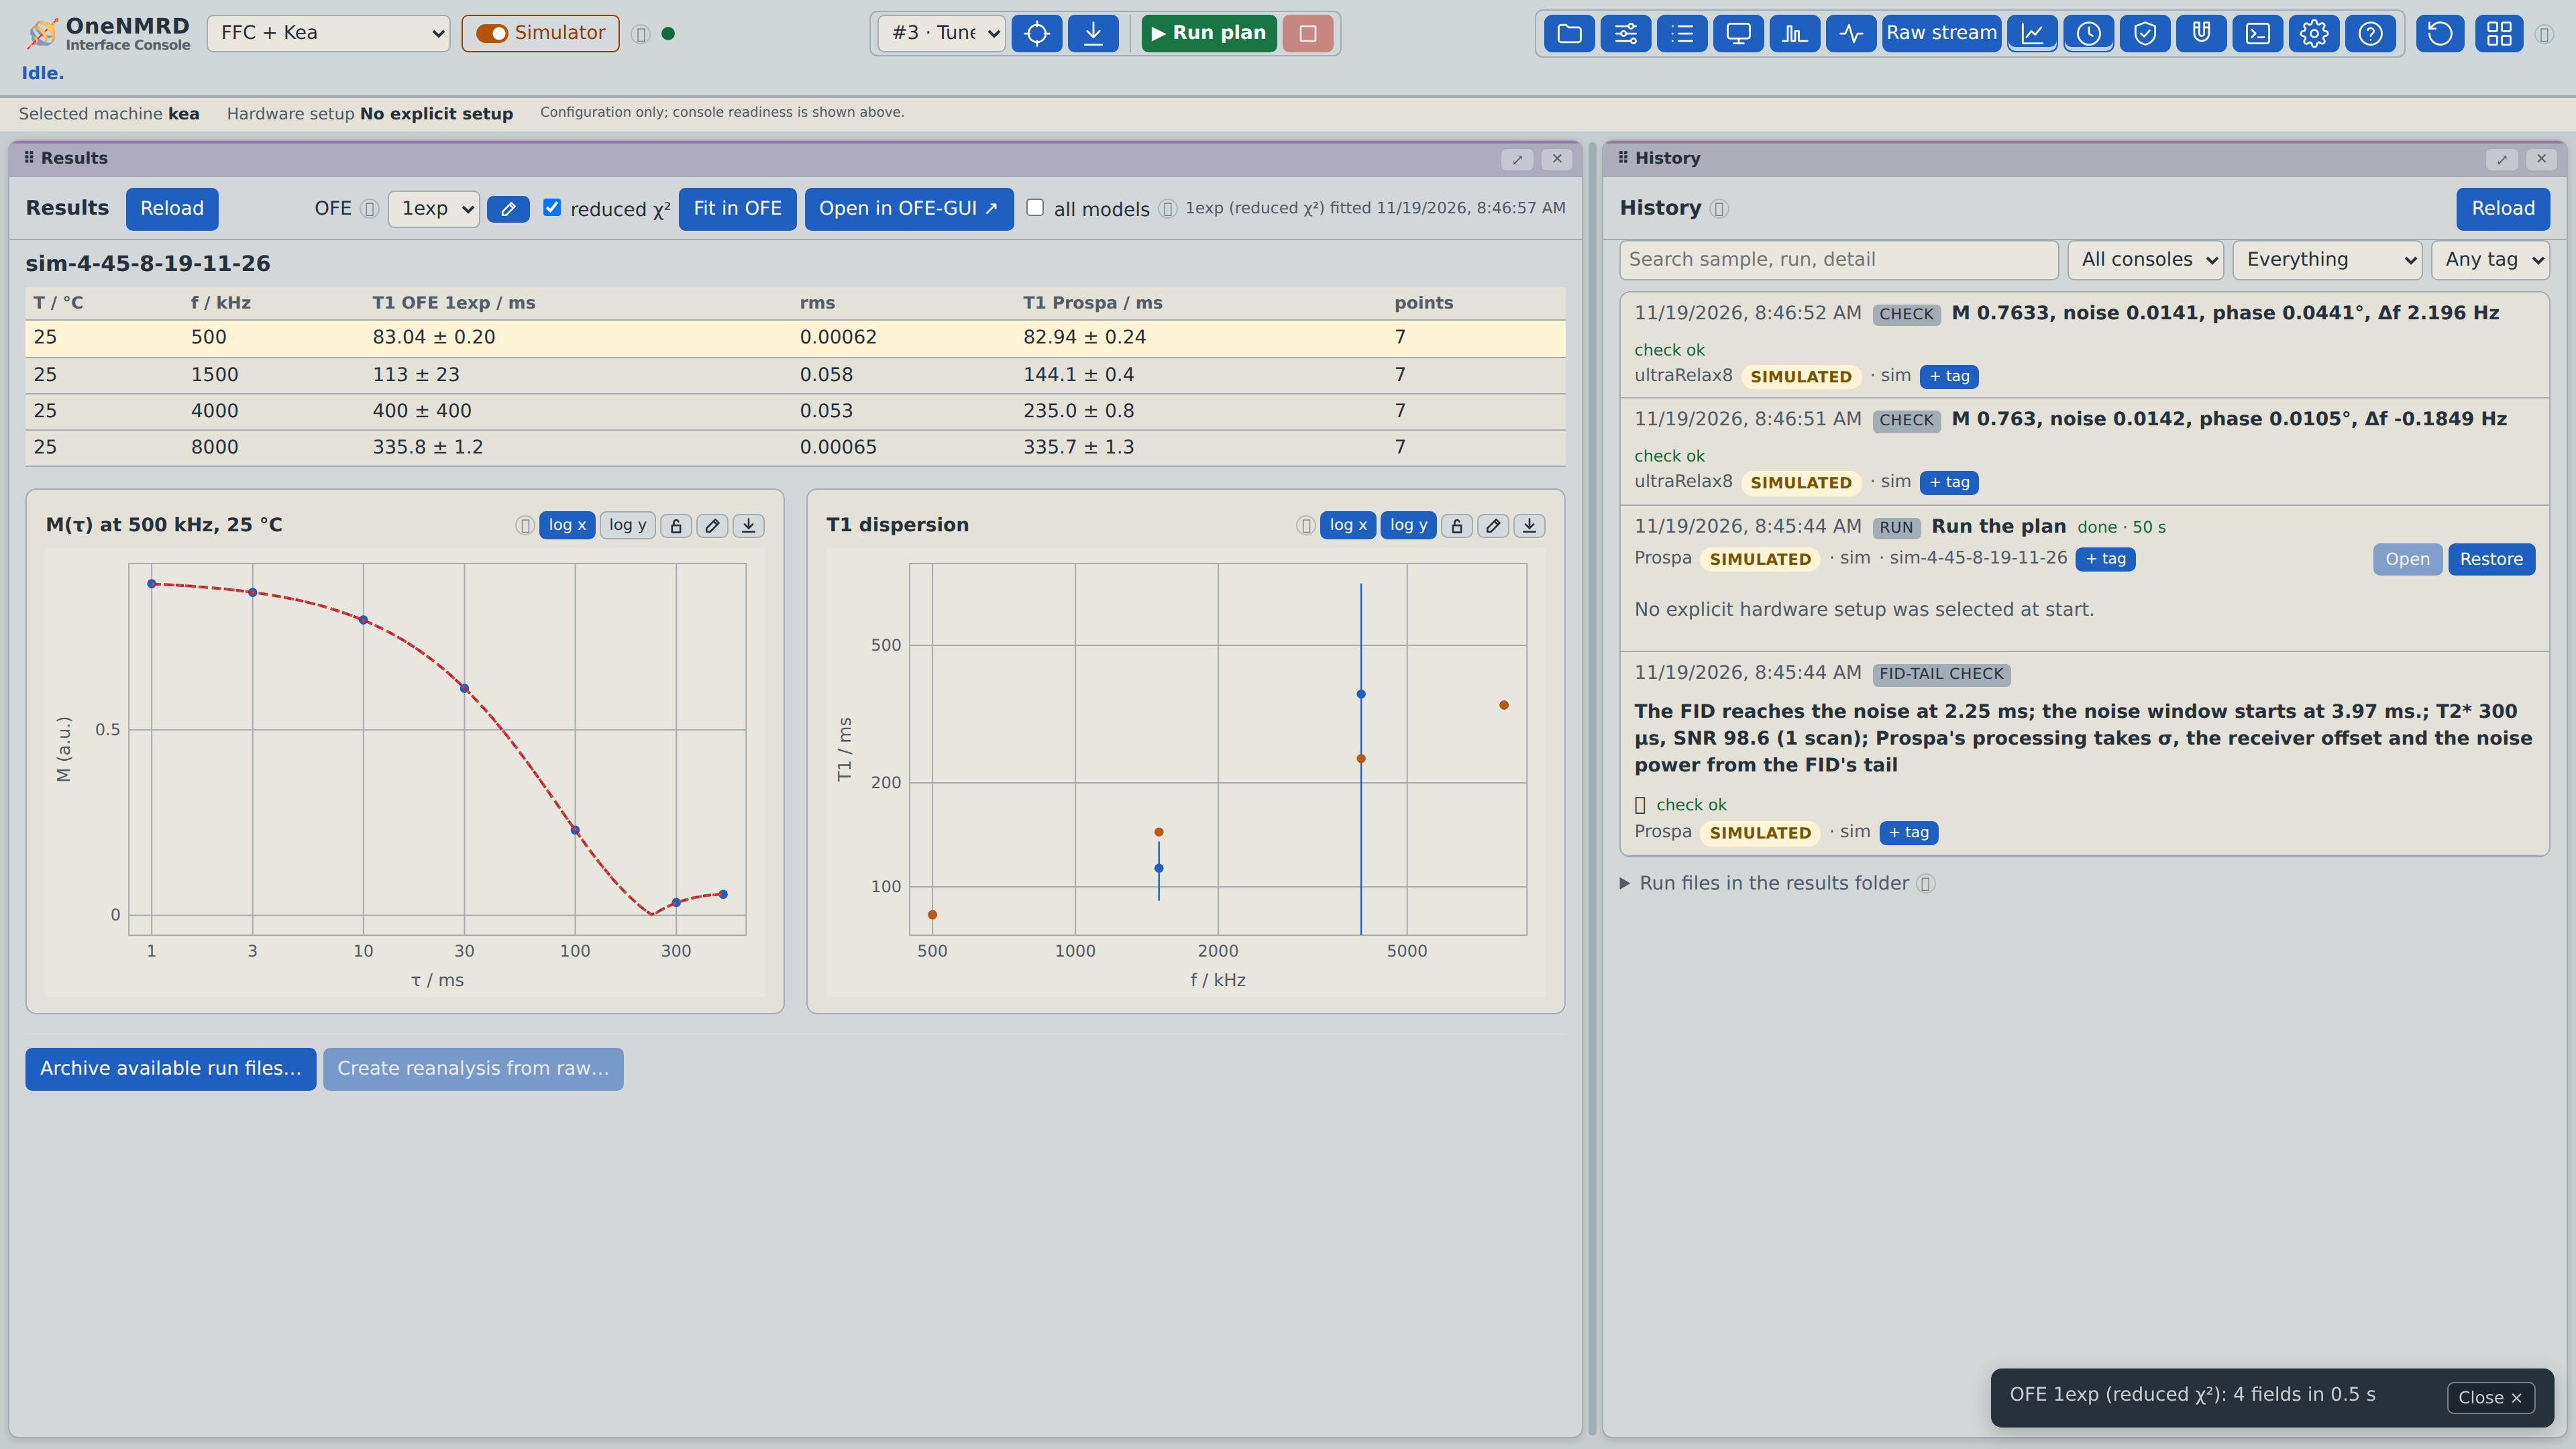 OneNMRD
Interface Console
FFC + Kea
Simulator
#3 · Tune
▶ Run plan
Raw stream
Idle.
Selected machine kea Hardware setup No explicit setup Configuration only; console readiness is shown above.
Results
Results Reload OFE 1exp reduced χ² Fit in OFE Open in OFE-GUI ↗ all models 1exp (reduced χ²) fitted 11/19/2026, 8:46:57 AM
sim-4-45-8-19-11-26
T / °C f / kHz T1 OFE 1exp / ms rms T1 Prospa / ms points
25 500 83.04 ± 0.20 0.00062 82.94 ± 0.24 7
25 1500 113 ± 23 0.058 144.1 ± 0.4 7
25 4000 400 ± 400 0.053 235.0 ± 0.8 7
25 8000 335.8 ± 1.2 0.00065 335.7 ± 1.3 7
M(τ) at 500 kHz, 25 °C log x log y
M (a.u.)
0.5
0
1 3 10 30 100 300
τ / ms
T1 dispersion log x log y
T1 / ms
500
200
100
500 1000 2000 5000
f / kHz
Archive available run files... Create reanalysis from raw...
History
History Reload
Search sample, run, detail All consoles Everything Any tag
11/19/2026, 8:46:52 AM CHECK M 0.7633, noise 0.0141, phase 0.0441°, Δf 2.196 Hz
check ok
ultraRelax8 SIMULATED · sim + tag
11/19/2026, 8:46:51 AM CHECK M 0.763, noise 0.0142, phase 0.0105°, Δf -0.1849 Hz
check ok
ultraRelax8 SIMULATED · sim + tag
11/19/2026, 8:45:44 AM RUN Run the plan done · 50 s
Prospa SIMULATED · sim · sim-4-45-8-19-11-26 + tag Open Restore
No explicit hardware setup was selected at start.
11/19/2026, 8:45:44 AM FID-TAIL CHECK
The FID reaches the noise at 2.25 ms; the noise window starts at 3.97 ms.; T2* 300
μs, SNR 98.6 (1 scan); Prospa's processing takes σ, the receiver offset and the noise
power from the FID's tail
check ok
Prospa SIMULATED · sim + tag
▶ Run files in the results folder
OFE 1exp (reduced χ²): 4 fields in 0.5 s Close ×